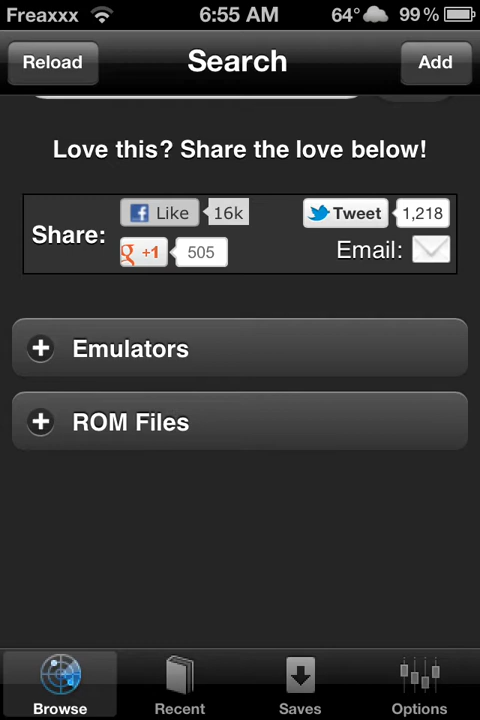 Freaxxx 6:55 AM 64° 99%
Reload Search Add
Love this? Share the love below!
Share: Like 16k Tweet 1,218
g +1 505 Email:
Emulators
ROM Files
Browse Recent Saves Options